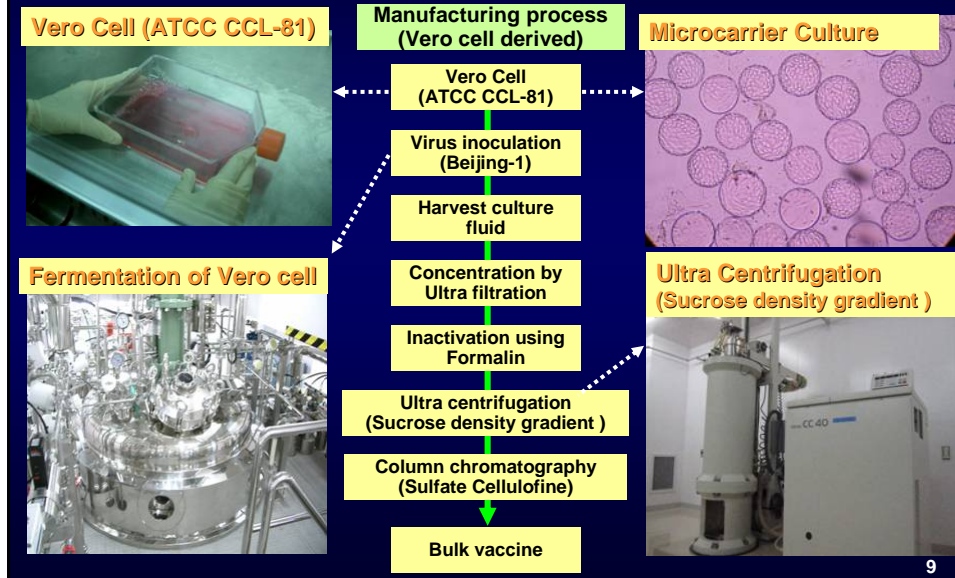 Vero Cell (ATCC CCL-81)
Manufacturing process
(Vero cell derived)
Microcarrier Culture
Vero Cell
(ATCC CCL-81)
Virus inoculation
(Beijing-1)
Harvest culture
fluid
Fermentation of Vero cell
Concentration by
Ultra filtration
Ultra Centrifugation
(Sucrose density gradient )
Inactivation using
Formalin
Ultra centrifugation
(Sucrose density gradient )
CC40
Column chromatography
(Sulfate Cellulofine)
Bulk vaccine
9